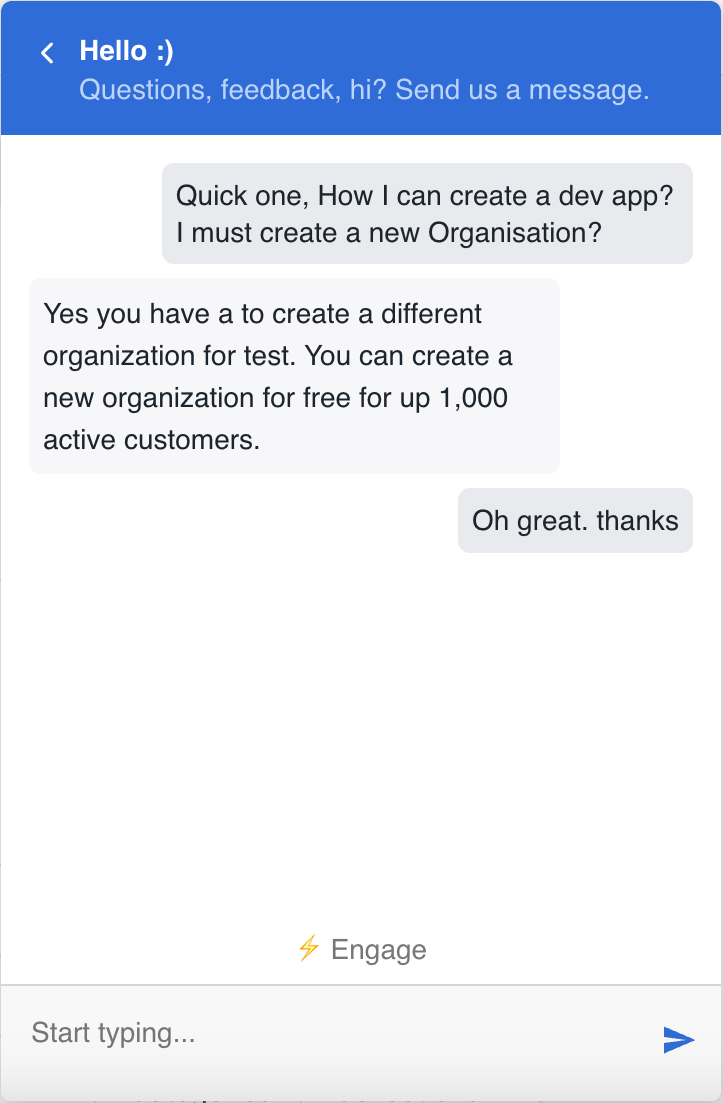 Hello :)
Questions, feedback, hi? Send us a message.
Quick one, How I can create a dev app?
I must create a new Organisation?
Yes you have a to create a different
organization for test. You can create a
new organization for free for up 1,000
active customers.
Oh great. thanks
⚡ Engage
Start typing...